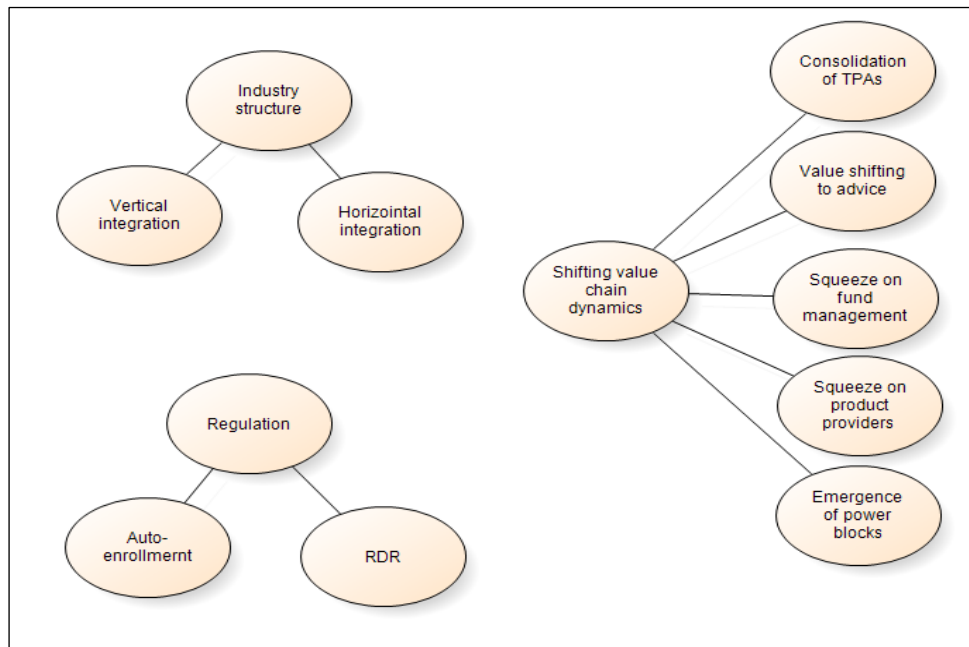 Industry
structure
Vertical
integration
Horizointal
integration
Regulation
Auto-
enrollmernt
RDR
Shifting value
chain
dynamics
Consolidation
of TPAs
Value shifting
to advice
Squeeze on
fund
management
Squeeze on
product
providers
Emergence
of power
blocks